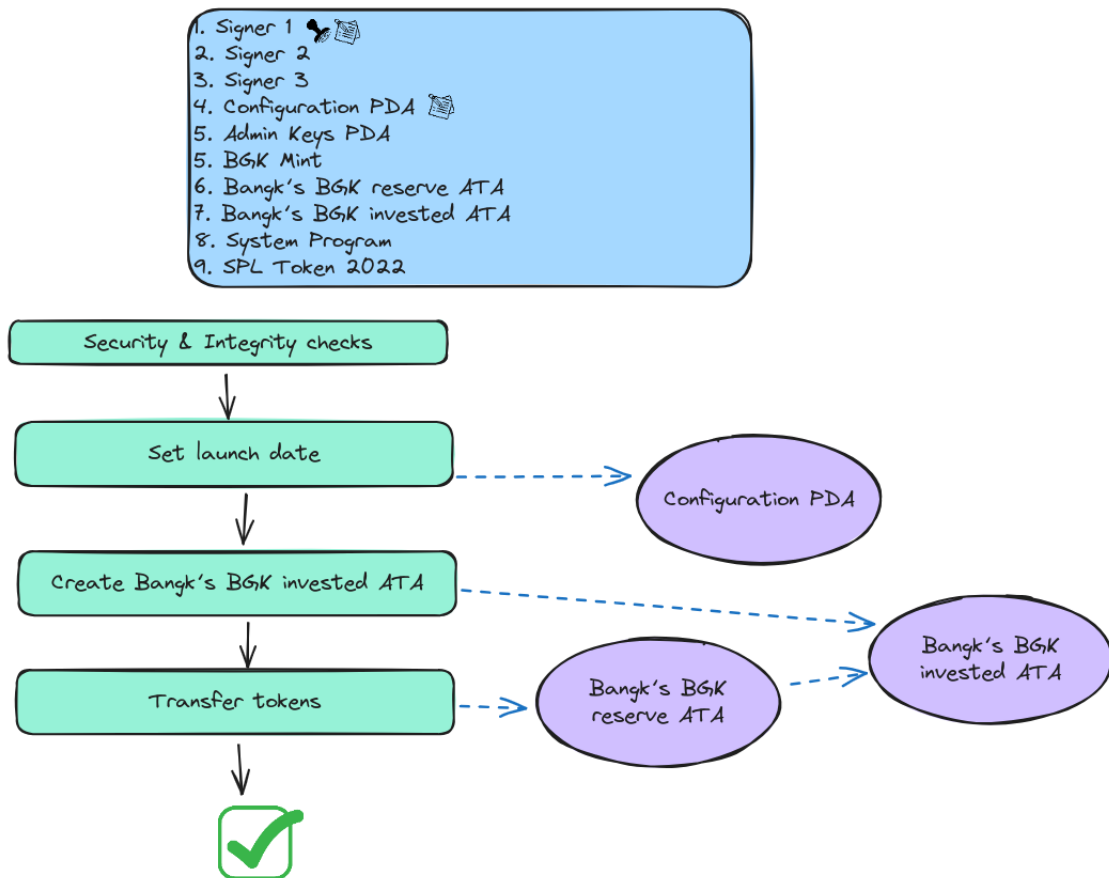 1. Signer 1
2. Signer 2
3. Signer 3
4. Configuration PDA
5. Admin Keys PDA
5. BGK Mint
6. Bangk's BGK reserve ATA
7. Bangk's BGK invested ATA
8. System Program
9. SPL Token 2022
Security & Integrity checks
Set launch date
Configuration PDA
Create Bangk's BGK invested ATA
Bangk's BGK
invested ATA
Transfer tokens
Bangk's BGK
reserve ATA